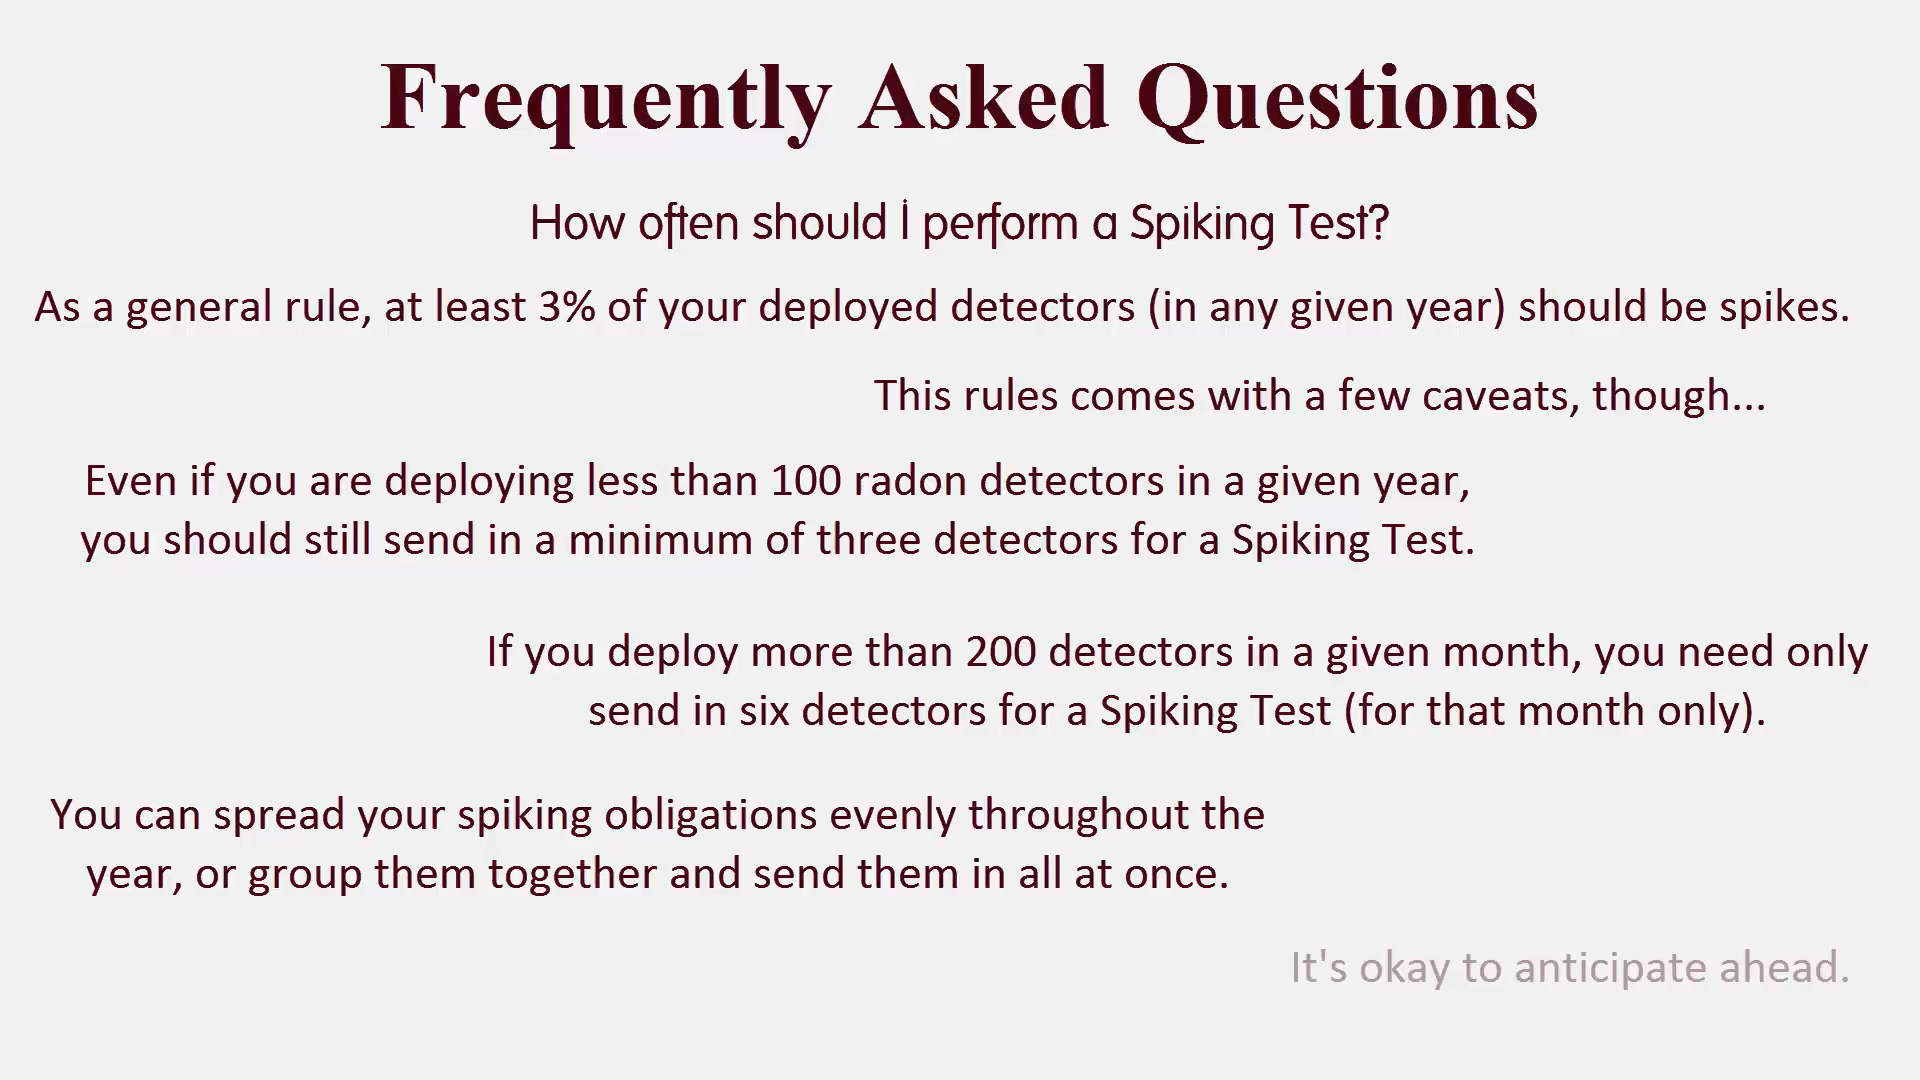 Frequently Asked Questions
How often should I perform a Spiking Test?
As a general rule, at least 3% of your deployed detectors (in any given year) should be spikes.
This rules comes with a few caveats, though...
Even if you are deploying less than 100 radon detectors in a given year,
you should still send in a minimum of three detectors for a Spiking Test.
If you deploy more than 200 detectors in a given month, you need only
send in six detectors for a Spiking Test (for that month only).
You can spread your spiking obligations evenly throughout the
year, or group them together and send them in all at once.
It's okay to anticipate ahead.